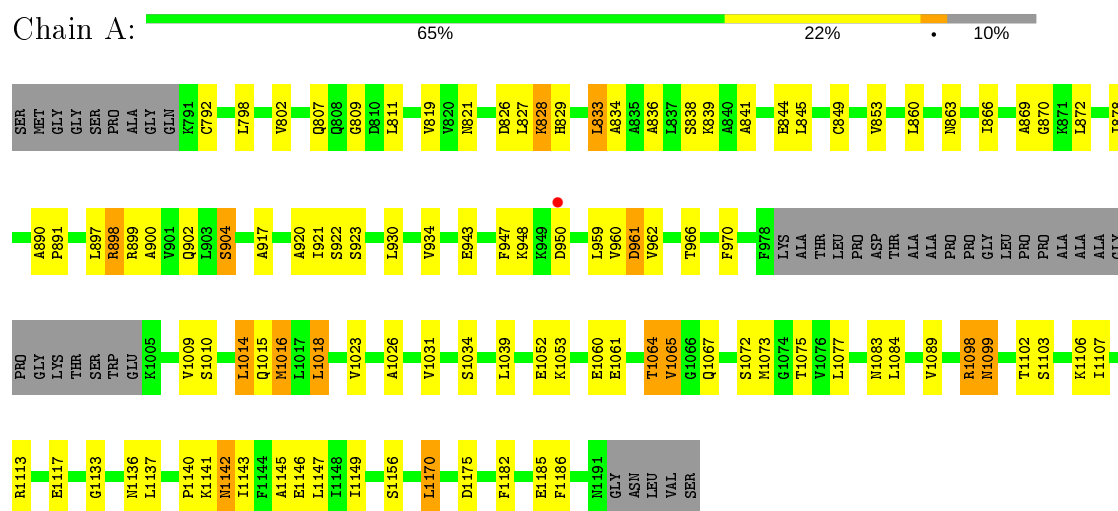 Chain A:
65% 22% • 10%
SER MET GLY GLY SER PRO ALA GLY GLN K791 C792 L798 V802 Q807 Q808 G809 D810 L811 V819 V820 N821 D826 L827 K828 H829 L833 A834 A835 A836 L837 S838 K839 A840 A841 E844 L845 C849 V853 L860 N863 I866 A869 G870 K871 L872
A890 P891 L897 R898 R899 A900 V901 Q902 L903 S904 A917 A920 I921 S922 S923 L930 V934 E943 F947 K948 K949 D950 L959 V960 D961 V962 T966 F970 F978 LYS ALA THR LEU PRO ASP THR ALA ALA PRO PRO GLY LEU PRO PRO ALA ALA ALA GLY
PRO GLY LYS THR SER TRP GLU K1005 V1009 S1010 L1014 Q1015 M1016 L1017 L1018 V1023 A1026 V1031 S1034 L1039 E1052 K1053 E1060 E1061 T1064 V1065 G1066 Q1067 S1072 M1073 G1074 T1075 V1076 L1077 N1083 L1084 V1089 R1098 N1099 T1102 S1103 K1106 I1107
R1113 E1117 G1133 N1136 L1137 P1140 K1141 N1142 I1143 F1144 A1145 E1146 L1147 I1148 I1149 S1156 L1170 D1175 F1182 E1185 F1186 N1191 GLY ASN LEU VAL SER